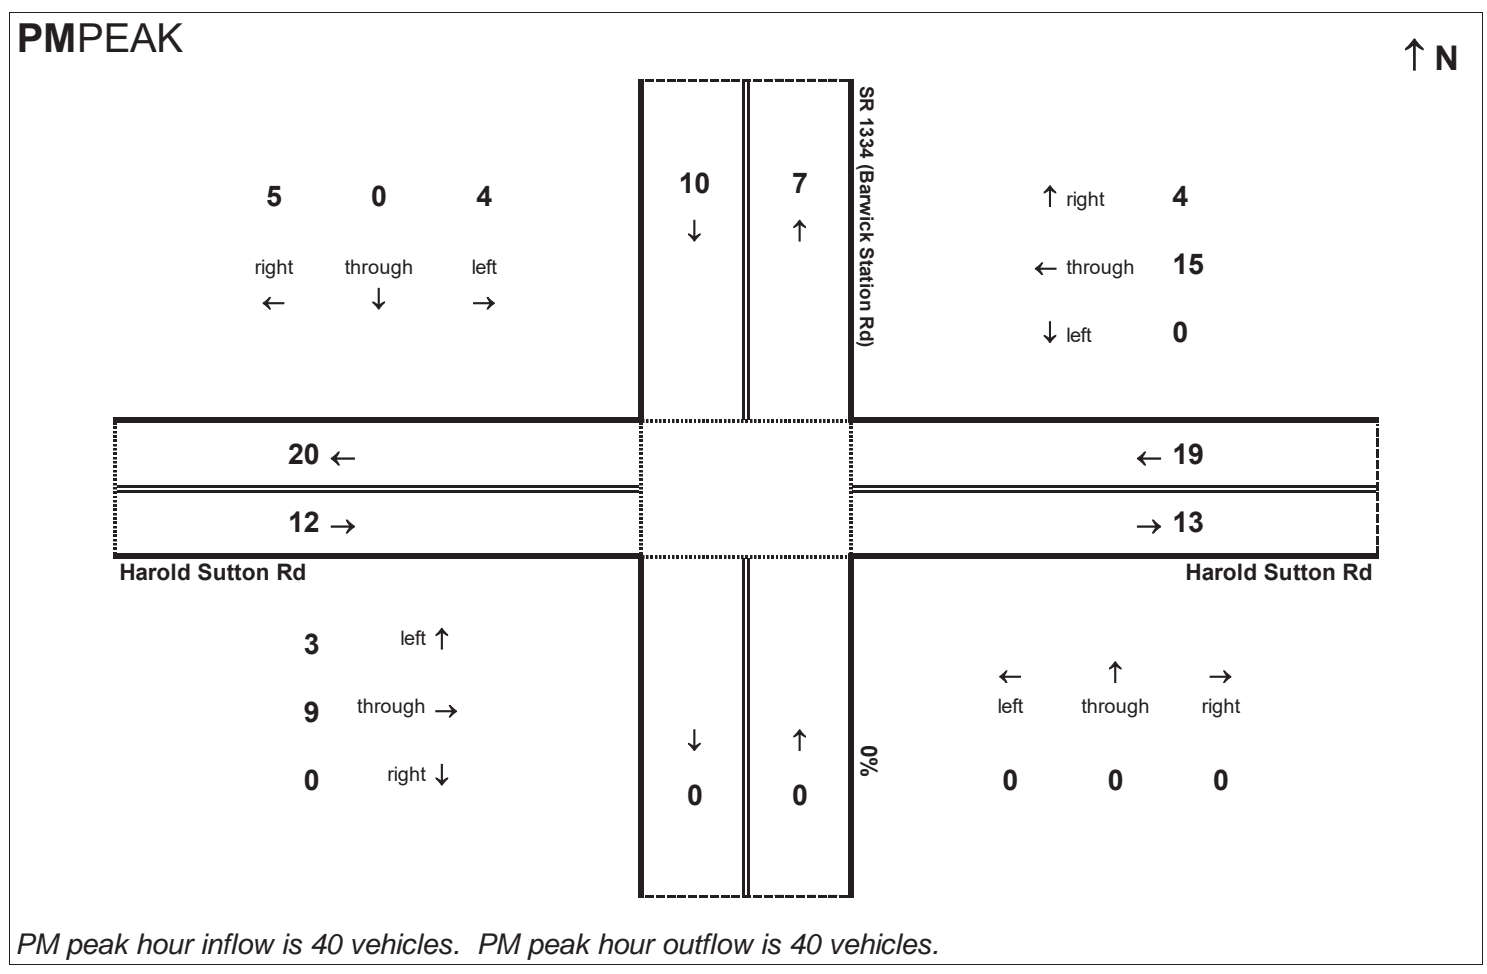 PMPEAK
↑ N
SR 1334 (Barwick Station Rd)
10 7
↓ ↑
5 0 4
right through left
← ↓ →
↑ right 4
← through 15
↓ left 0
20 ←
← 19
12 →
→ 13
Harold Sutton Rd
Harold Sutton Rd
3 left ↑
9 through →
0 right ↓
↓ ↑
0 0
0%
← ↑ →
left through right
0 0 0
PM peak hour inflow is 40 vehicles. PM peak hour outflow is 40 vehicles.